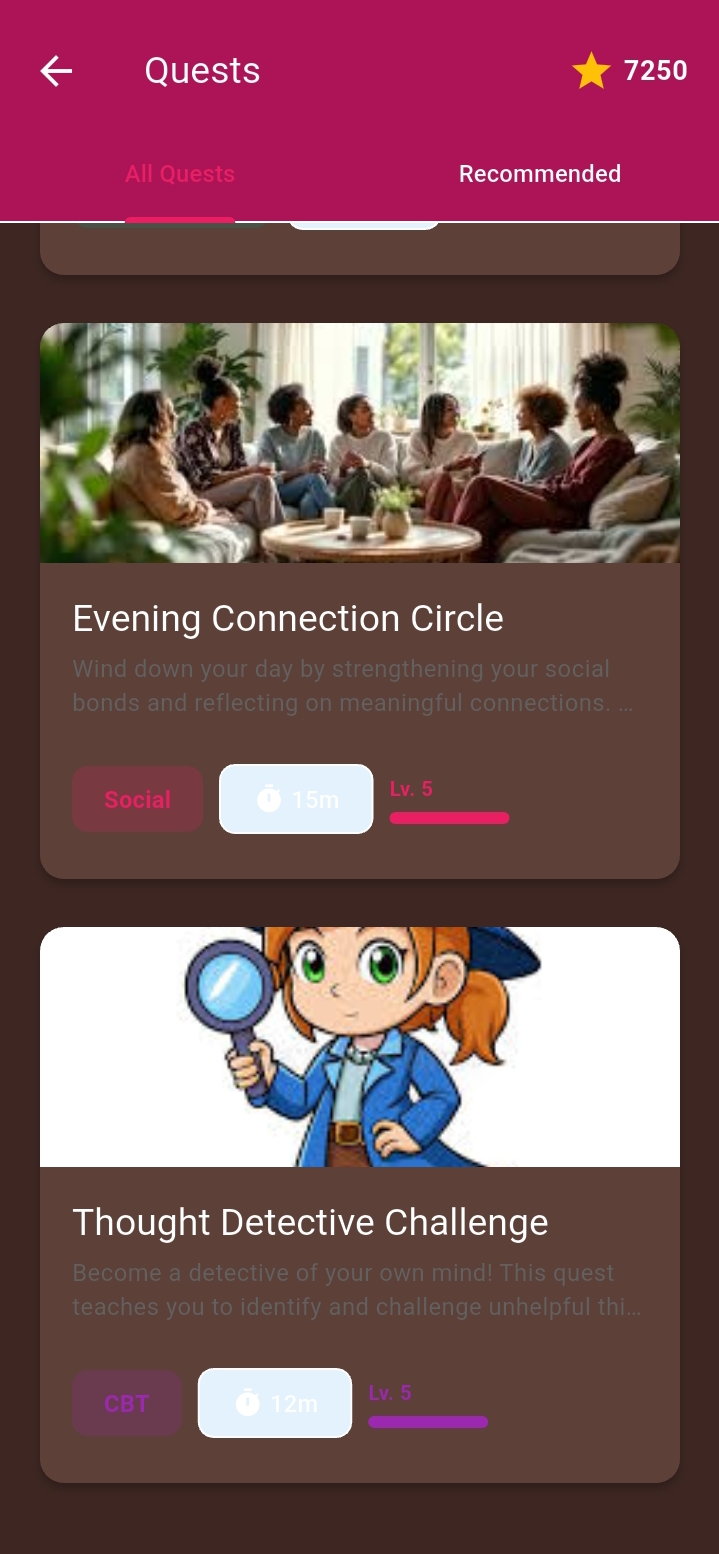 Quests
7250
All Quests
Recommended
Evening Connection Circle
Wind down your day by strengthening your social
bonds and reflecting on meaningful connections. ...
Social
15m
Lv. 5
Thought Detective Challenge
Become a detective of your own mind! This quest
teaches you to identify and challenge unhelpful thi...
CBT
12m
Lv. 5